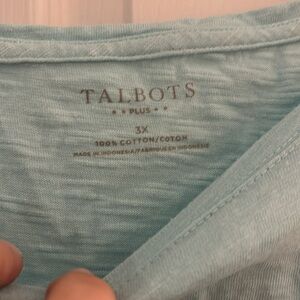 TALBOTS
★ ★ PLUS ★ ★
3X
100% COTTON/COTON
MADE IN INDONESIA/FABRIQUÉ EN INDONESIE